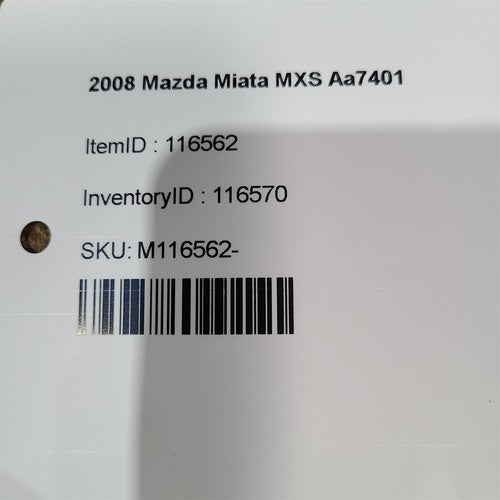 2008 Mazda Miata MXS Aa7401
ItemID : 116562
InventoryID : 116570
SKU: M116562-